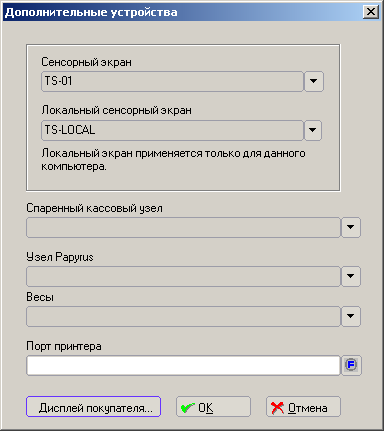 Дополнительные устройства
Сенсорный экран
TS-01
Локальный сенсорный экран
TS-LOCAL
Локальный экран применяется только для данного
компьютера.
Спаренный кассовый узел
Узел Papyrus
Весы
Порт принтера
F
Дисплей покупателя...
OK
Отмена